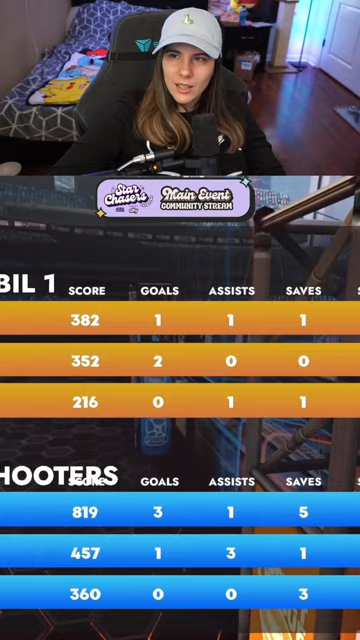 Star
Chasers
Main Event
COMMUNITY STREAM
BIL 1 SCORE GOALS ASSISTS SAVES
382 1 1 1
352 2 0 0
216 0 1 1
HOOTERS SCORE GOALS ASSISTS SAVES
819 3 1 5
457 1 3 1
360 0 0 3